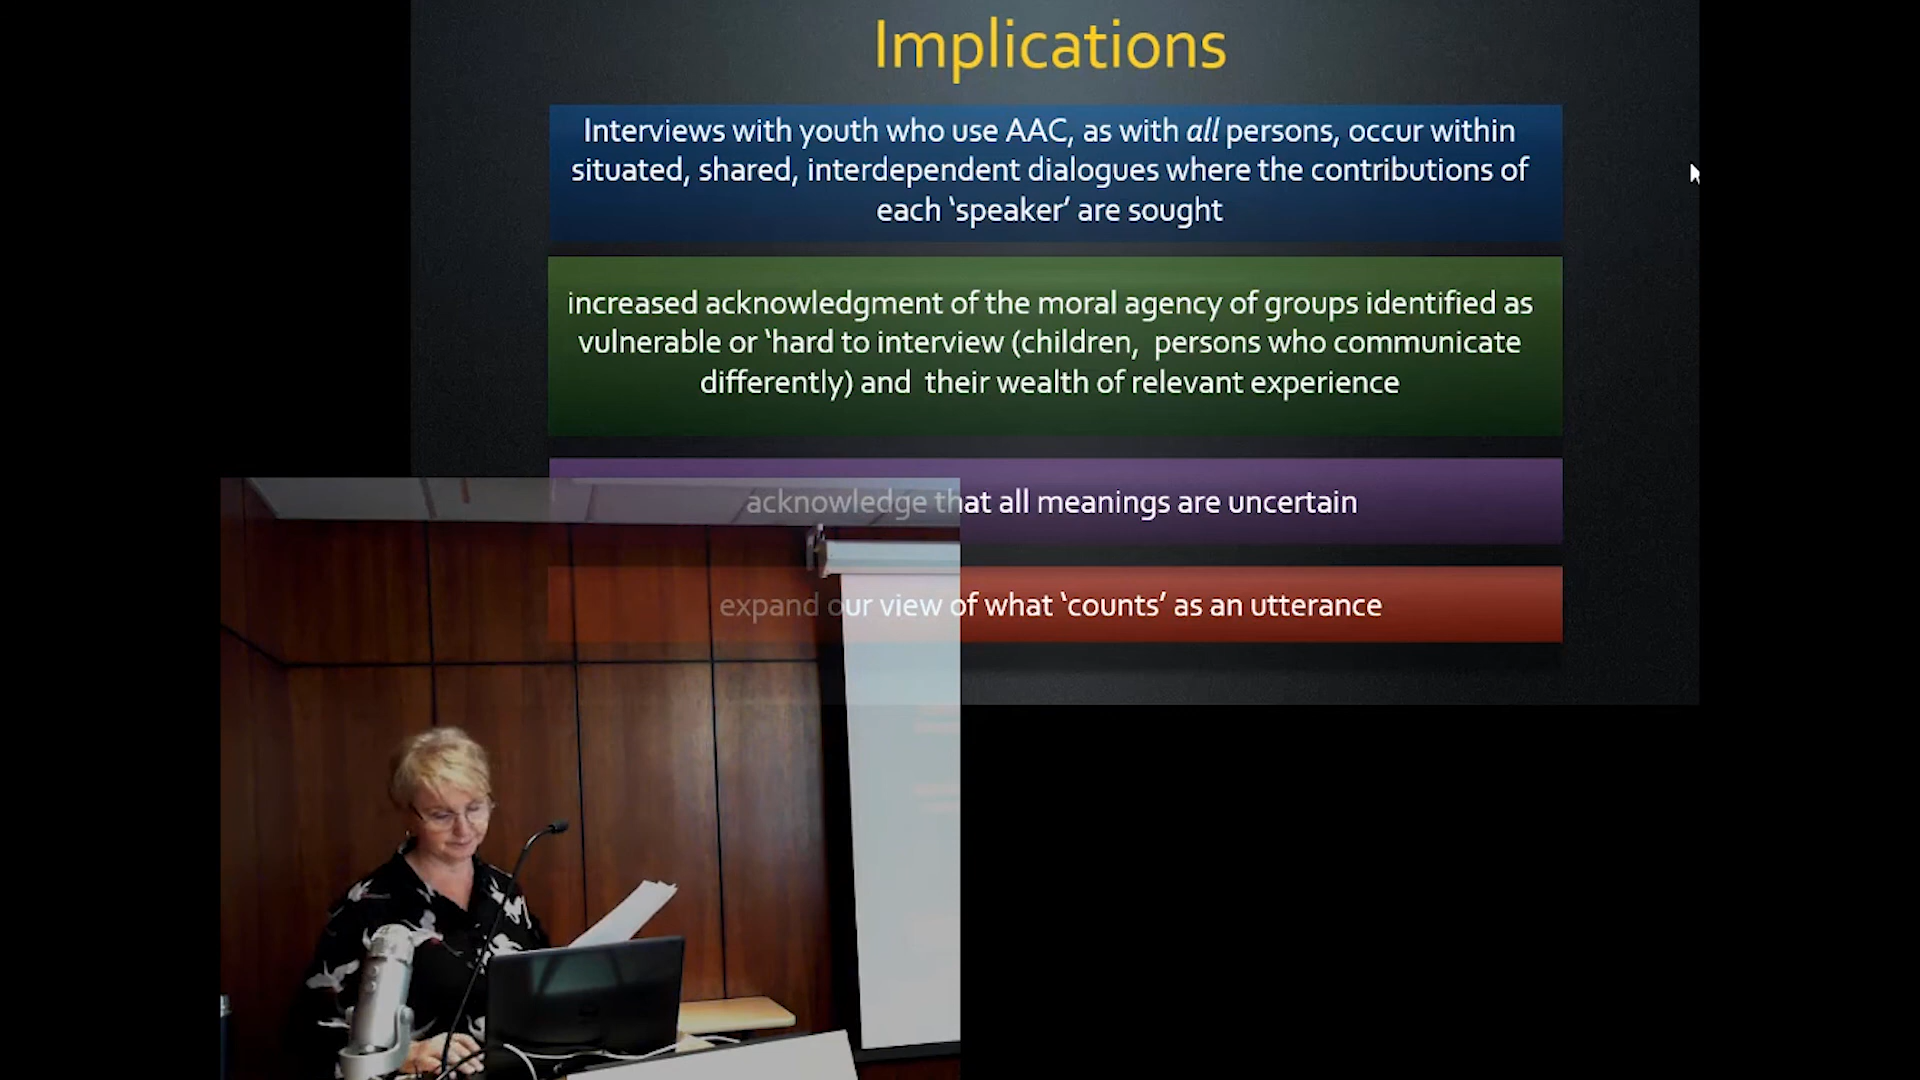 Implications
Interviews with youth who use AAC, as with all persons, occur within
situated, shared, interdependent dialogues where the contributions of
each ‘speaker’ are sought
increased acknowledgment of the moral agency of groups identified as
vulnerable or ‘hard to interview (children,  persons who communicate
differently) and  their wealth of relevant experience
acknowledge that all meanings are uncertain
expand our view of what ‘counts’ as an utterance